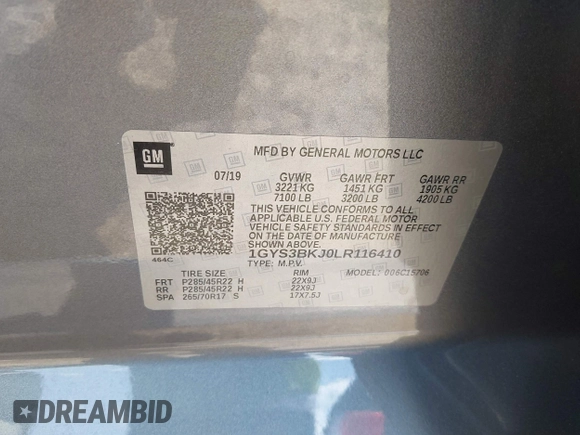 GM
MFD BY GENERAL MOTORS LLC
07/19 GVWR GAWR FRT GAWR RR
3221 KG 1451 KG 1905 KG
7100 LB 3200 LB 4200 LB
THIS VEHICLE CONFORMS TO ALL
APPLICABLE U.S. FEDERAL MOTOR
VEHICLE SAFETY STANDARDS IN EFFECT
ON THE DATE OF MANUFACTURE SHOWN ABOVE.
1GYS3BKJ0LR116410
464C TYPE: M.P.V. MODEL: B06C15706
TIRE SIZE RIM
FRT P285/45R22 H 22X9J
RR P285/45R22 H 22X9J
SPA 265/70R17 S 17X7.5J
DREAMBID